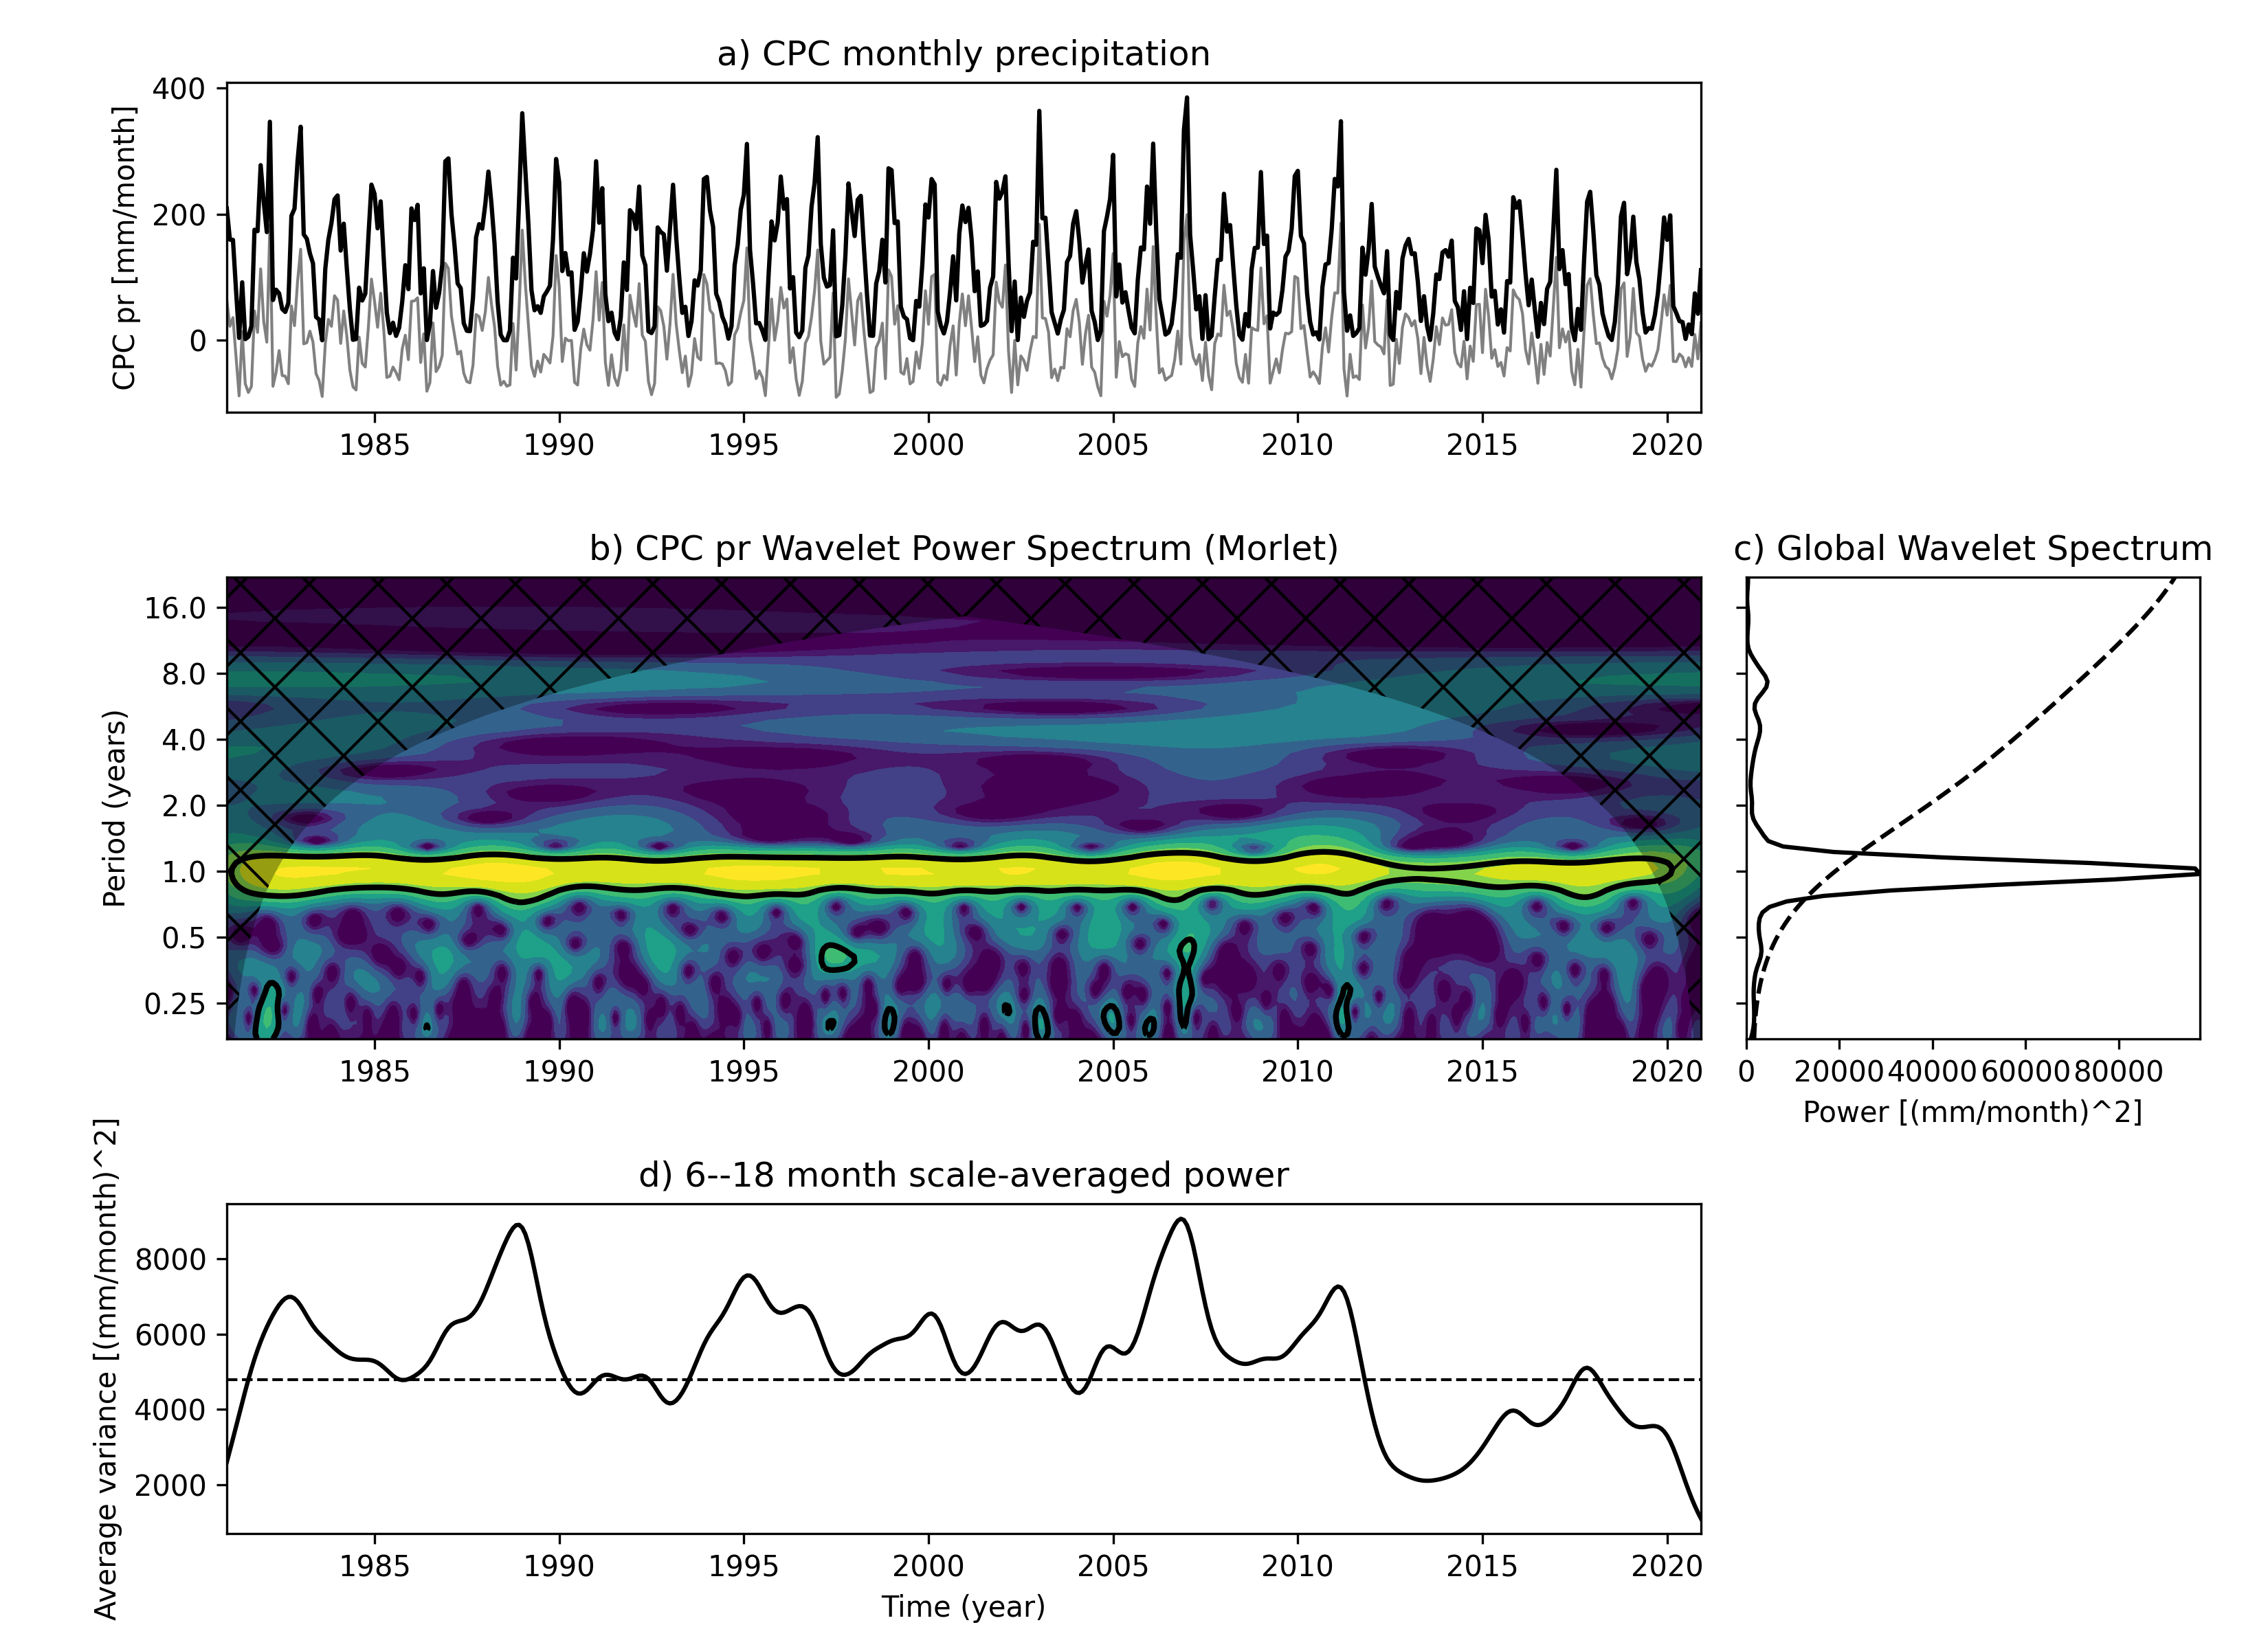 a) CPC monthly precipitation
CPC pr [mm/month]
400
200
0
1985 1990 1995 2000 2005 2010 2015 2020
b) CPC pr Wavelet Power Spectrum (Morlet)
Period (years)
16.0
8.0
4.0
2.0
1.0
0.5
0.25
1985 1990 1995 2000 2005 2010 2015 2020
c) Global Wavelet Spectrum
0 20000 40000 60000 80000
Power [(mm/month)^2]
d) 6--18 month scale-averaged power
Average variance [(mm/month)^2]
8000
6000
4000
2000
1985 1990 1995 2000 2005 2010 2015 2020
Time (year)